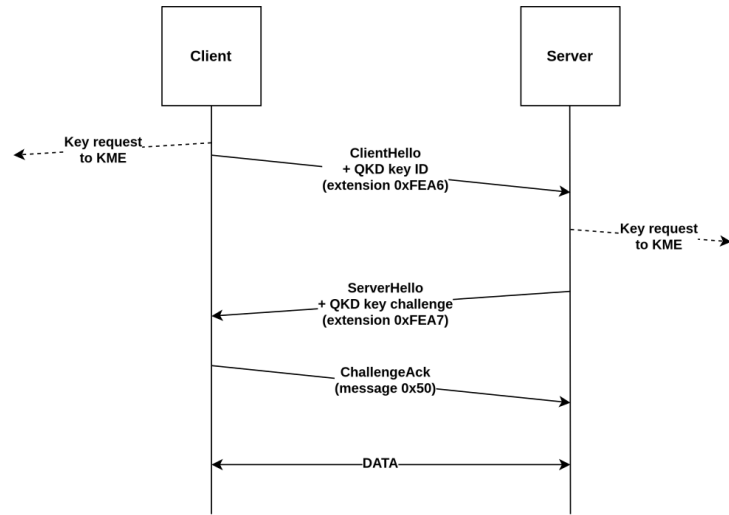 Client
Server
Key request
to KME
ClientHello
+ QKD key ID
(extension 0xFEA6)
Key request
to KME
ServerHello
+ QKD key challenge
(extension 0xFEA7)
ChallengeAck
(message 0x50)
DATA